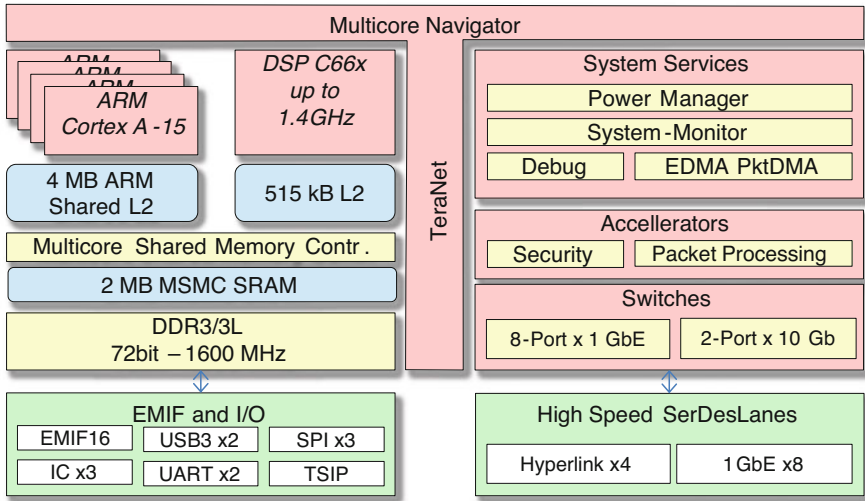 Multicore Navigator
ARM
ARM
ARM
ARM
Cortex A -15
DSP C66x
up to
1.4GHz
4 MB ARM
Shared L2
515 kB L2
Multicore Shared Memory Contr .
2 MB MSMC SRAM
DDR3/3L
72bit – 1600 MHz
EMIF and I/O
EMIF16
USB3 x2
SPI x3
IC x3
UART x2
TSIP
TeraNet
System Services
Power Manager
System -Monitor
Debug
EDMA PktDMA
Accellerators
Security
Packet Processing
Switches
8-Port x 1 GbE
2-Port x 10 Gb
High Speed SerDesLanes
Hyperlink x4
1GbE x8